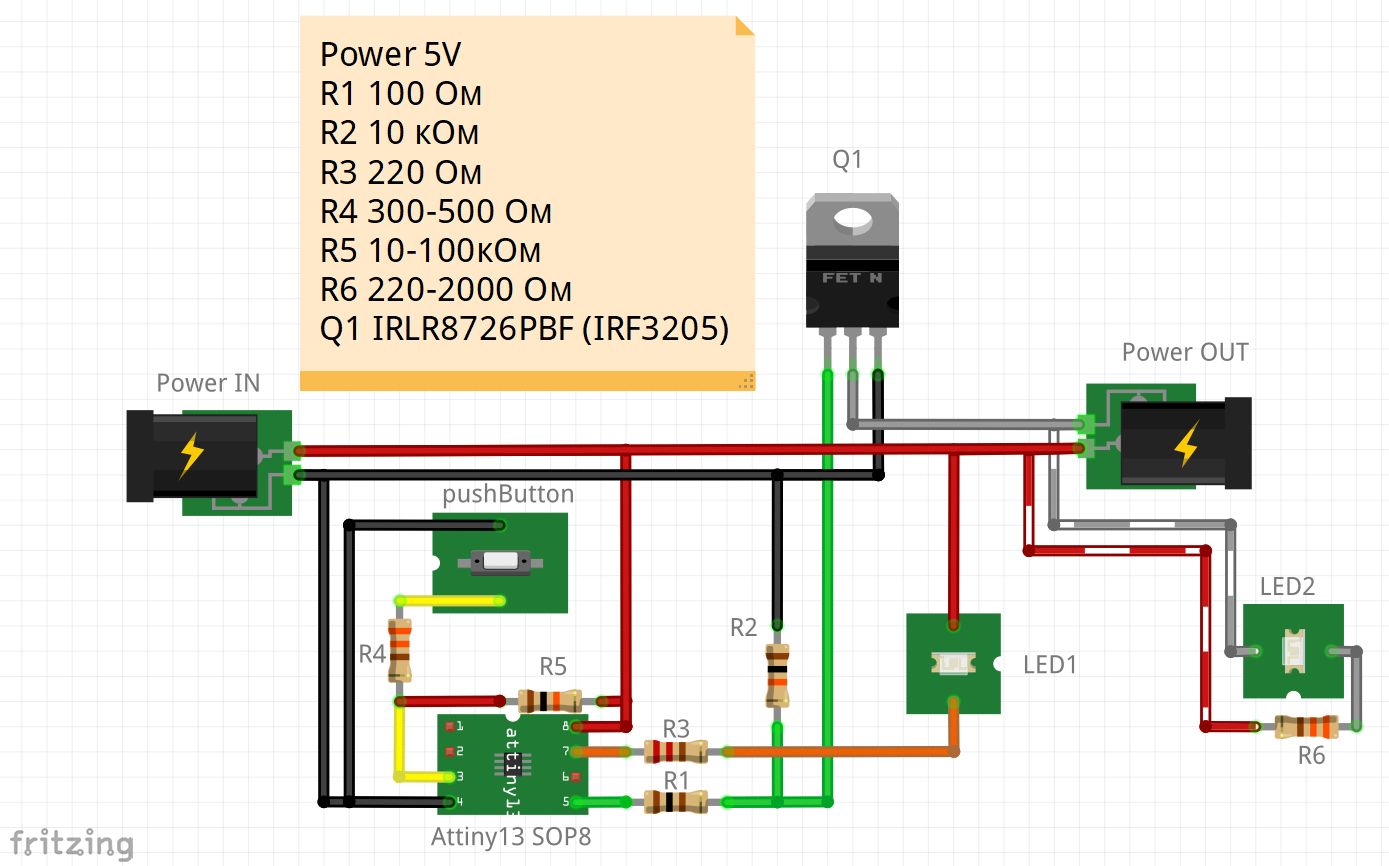 Power 5V
R1 100 Ом
R2 10 кОм
R3 220 Ом
R4 300-500 Ом
R5 10-100кОм
R6 220-2000 Ом
Q1 IRLR8726PBF (IRF3205)
Q1
FET N
Power OUT
Power IN
pushButton
LED2
R2
R4
R5
LED1
1
8
R3
2
7
attiny13
R6
3
6
R1
4
5
Attiny13 SOP8
fritzing